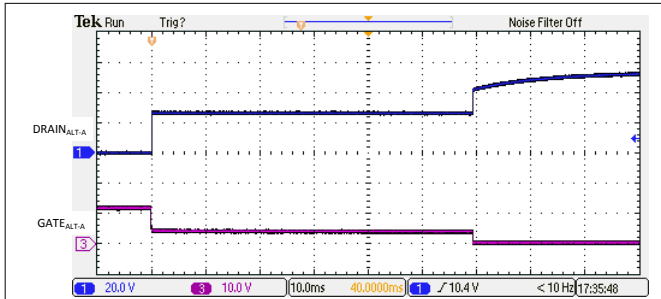 Tek Run Trig? Noise Filter Off
DRAINALT-A
1
GATEALT-A
3
1 20.0 V 3 10.0 V 10.0ms 40.0000ms 1 10.4 V < 10 Hz 17:35:48